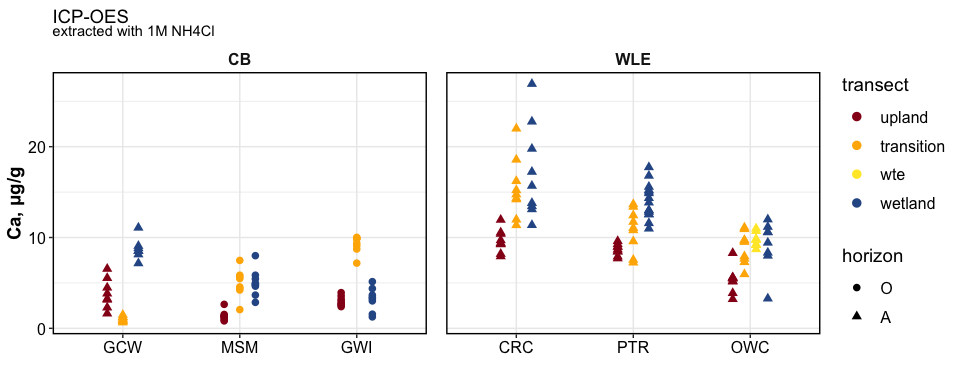 ICP-OES
extracted with 1M NH4Cl
CB
WLE
Ca, µg/g
20
10
0
GCW
MSM
GWI
CRC
PTR
OWC
transect
upland
transition
wte
wetland
horizon
O
A